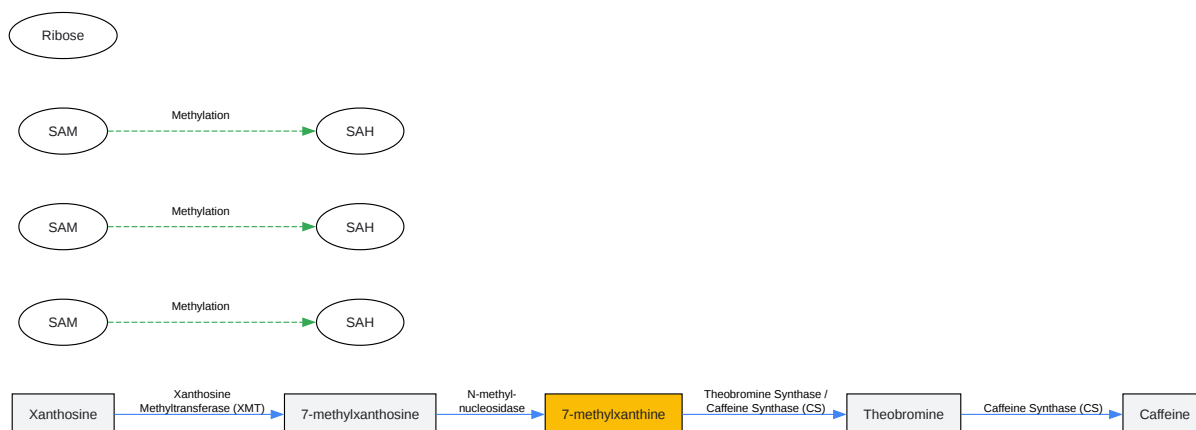 Ribose
Methylation
SAM
SAH
Methylation
SAM
SAH
Methylation
SAM
SAH
Xanthosine
Xanthosine
Methyltransferase (XMT)
7-methylxanthosine
N-methyl-
nucleosidase
7-methylxanthine
Theobromine Synthase /
Caffeine Synthase (CS)
Theobromine
Caffeine Synthase (CS)
Caffeine